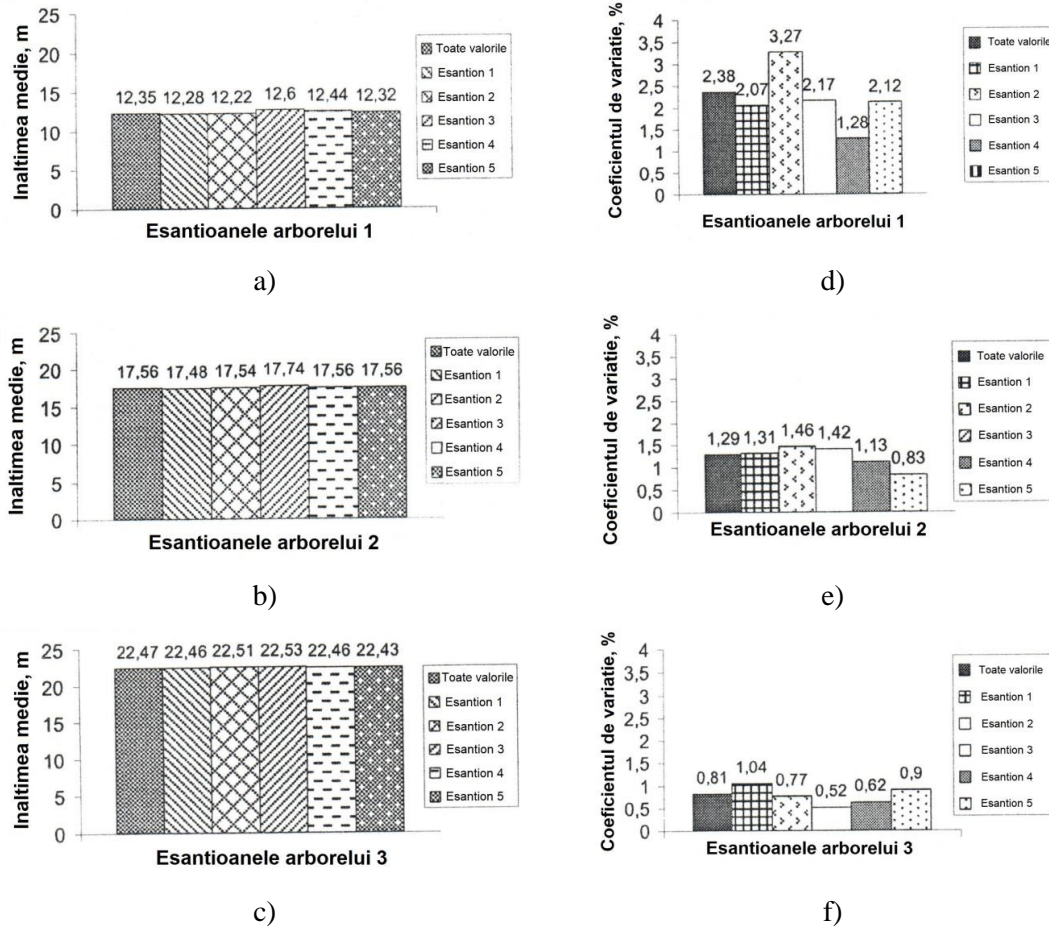 Inaltimea medie, m
25
20
15
10
5
0
12,35 12,28 12,22 12,6 12,44 12,32
Toate valorile
Esantion 1
Esantion 2
Esantion 3
Esantion 4
Esantion 5
Esantioanele arborelui 1
a)
Coeficientul de variatie, %
4
3,5
3
2,5
2
1,5
1
0,5
0
2,38 2,07 3,27 2,17 1,28 2,12
Toate valorile
Esantion 1
Esantion 2
Esantion 3
Esantion 4
Esantion 5
Esantioanele arborelui 1
d)
Inaltimea medie, m
25
20
15
10
5
0
17,56 17,48 17,54 17,74 17,56 17,56
Toate valorile
Esantion 1
Esantion 2
Esantion 3
Esantion 4
Esantion 5
Esantioanele arborelui 2
b)
Coeficientul de variatie, %
4
3,5
3
2,5
2
1,5
1
0,5
0
1,29 1,31 1,46 1,42 1,13 0,83
Toate valorile
Esantion 1
Esantion 2
Esantion 3
Esantion 4
Esantion 5
Esantioanele arborelui 2
e)
Inaltimea medie, m
25
20
15
10
5
0
22,47 22,46 22,51 22,53 22,46 22,43
Toate valorile
Esantion 1
Esantion 2
Esantion 3
Esantion 4
Esantion 5
Esantioanele arborelui 3
c)
Coeficientul de variatie, %
4
3,5
3
2,5
2
1,5
1
0,5
0
0,81 1,04 0,77 0,52 0,62 0,9
Toate valorile
Esantion 1
Esantion 2
Esantion 3
Esantion 4
Esantion 5
Esantioanele arborelui 3
f)